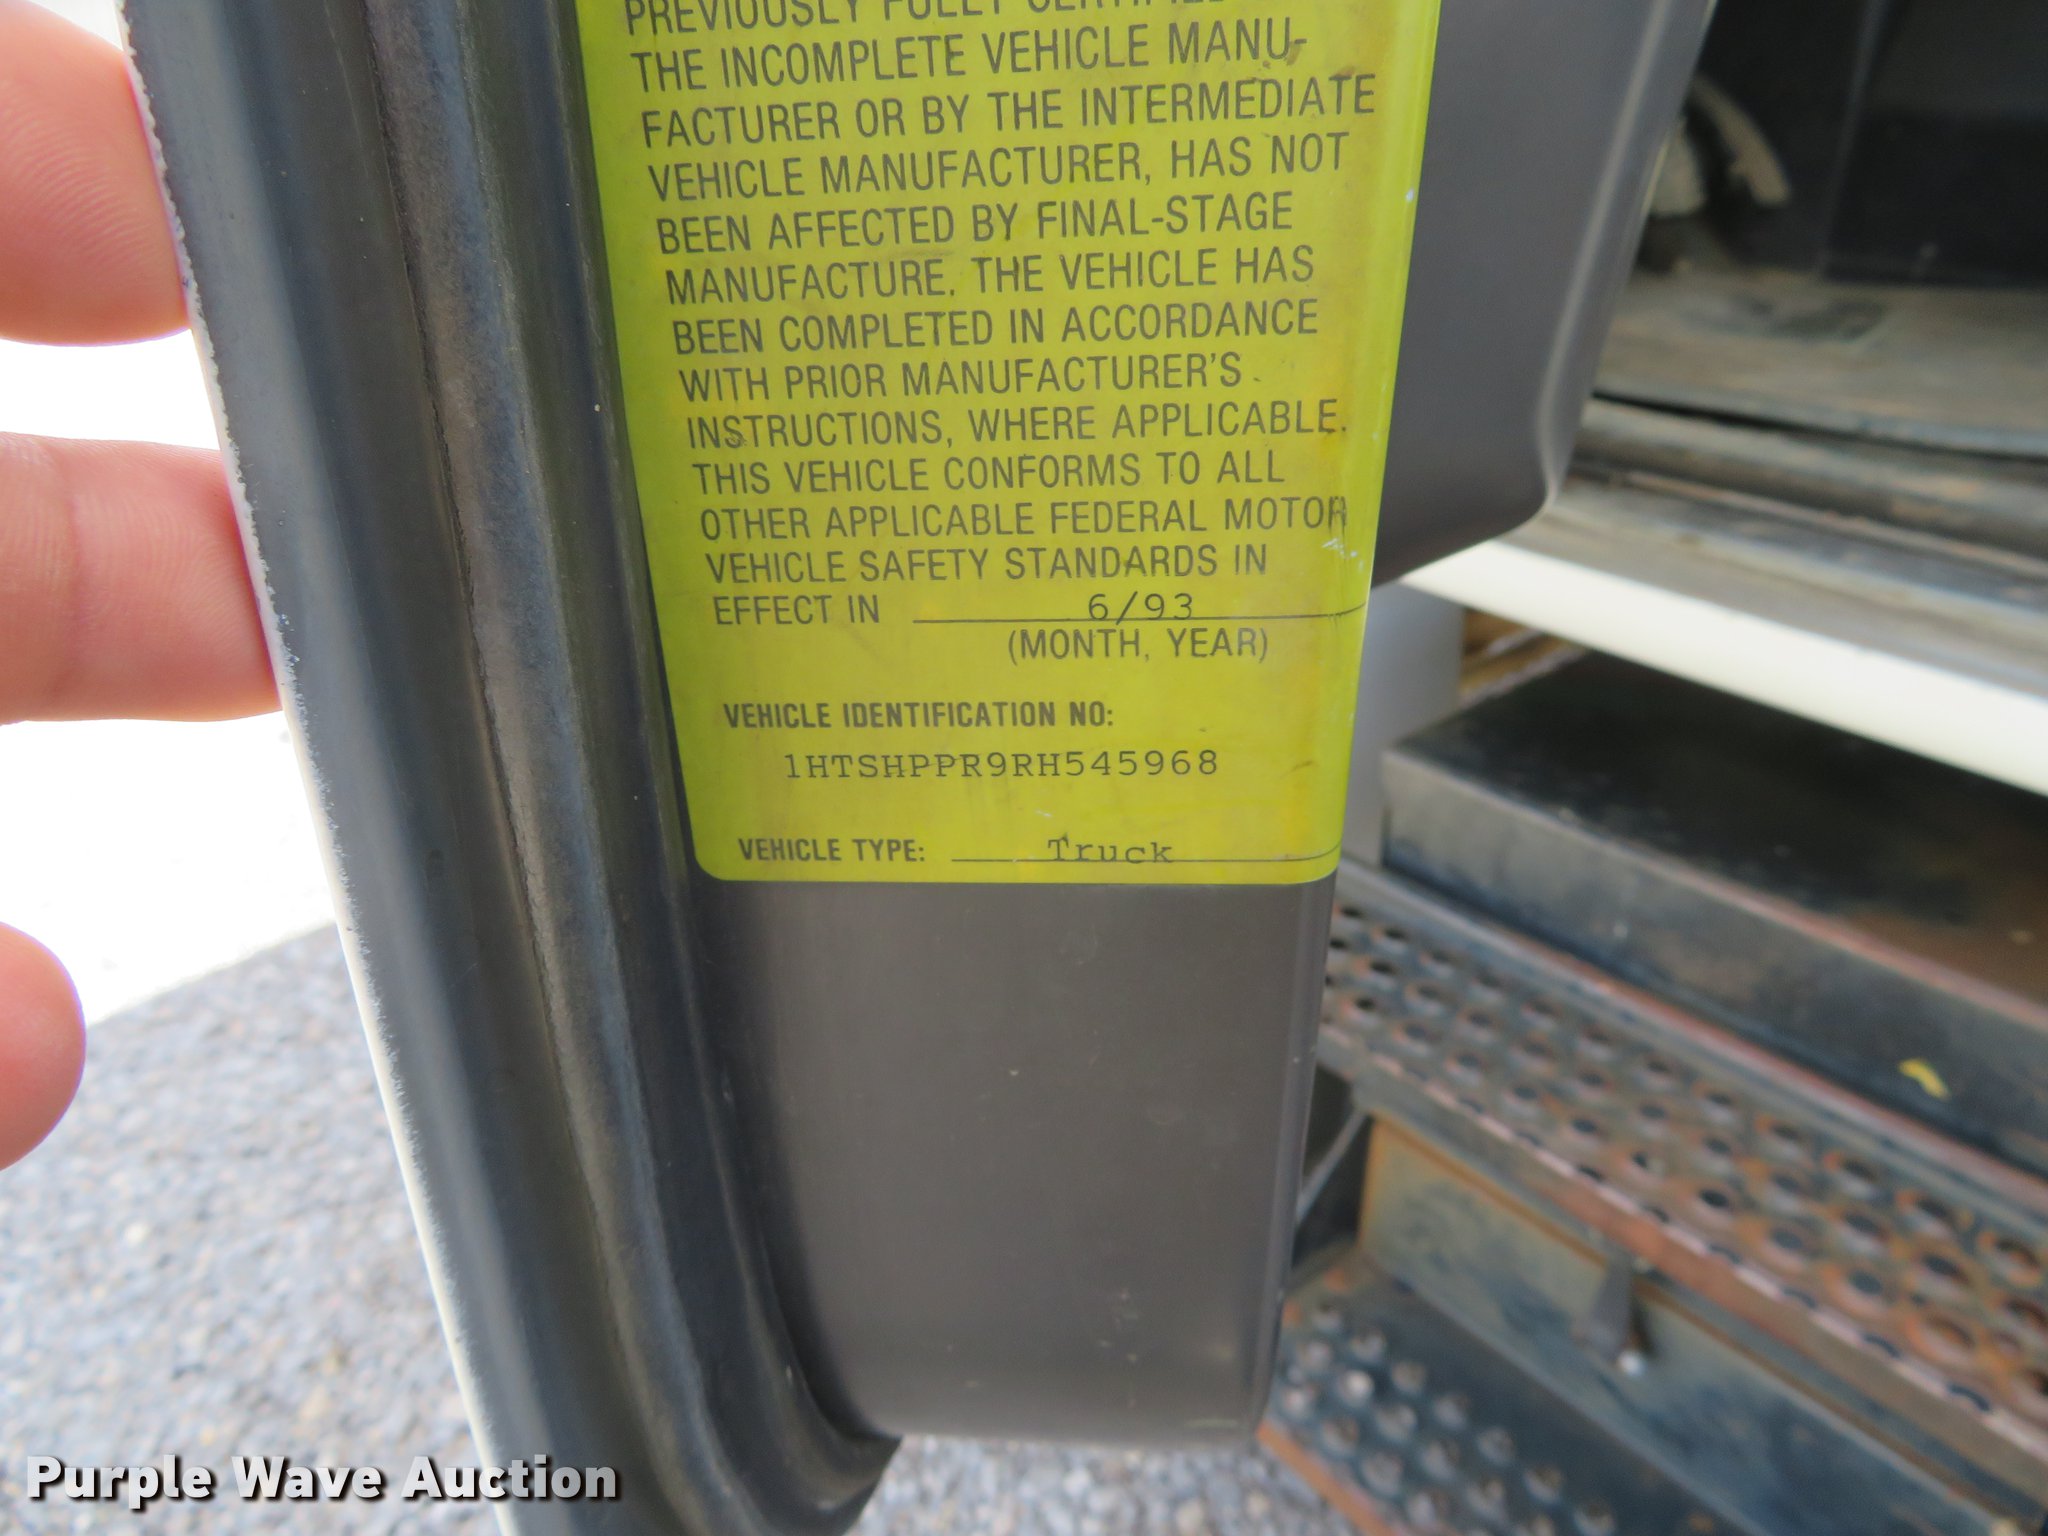 PREVIOUSLY FULLY CERTIFIED
THE INCOMPLETE VEHICLE MANU-
FACTURER OR BY THE INTERMEDIATE
VEHICLE MANUFACTURER, HAS NOT
BEEN AFFECTED BY FINAL-STAGE
MANUFACTURE. THE VEHICLE HAS
BEEN COMPLETED IN ACCORDANCE
WITH PRIOR MANUFACTURER'S
INSTRUCTIONS, WHERE APPLICABLE.
THIS VEHICLE CONFORMS TO ALL
OTHER APPLICABLE FEDERAL MOTOR
VEHICLE SAFETY STANDARDS IN
EFFECT IN 6/93
(MONTH, YEAR)
VEHICLE IDENTIFICATION NO:
1HTSHPPR9RH545968
VEHICLE TYPE: Truck
Purple Wave Auction